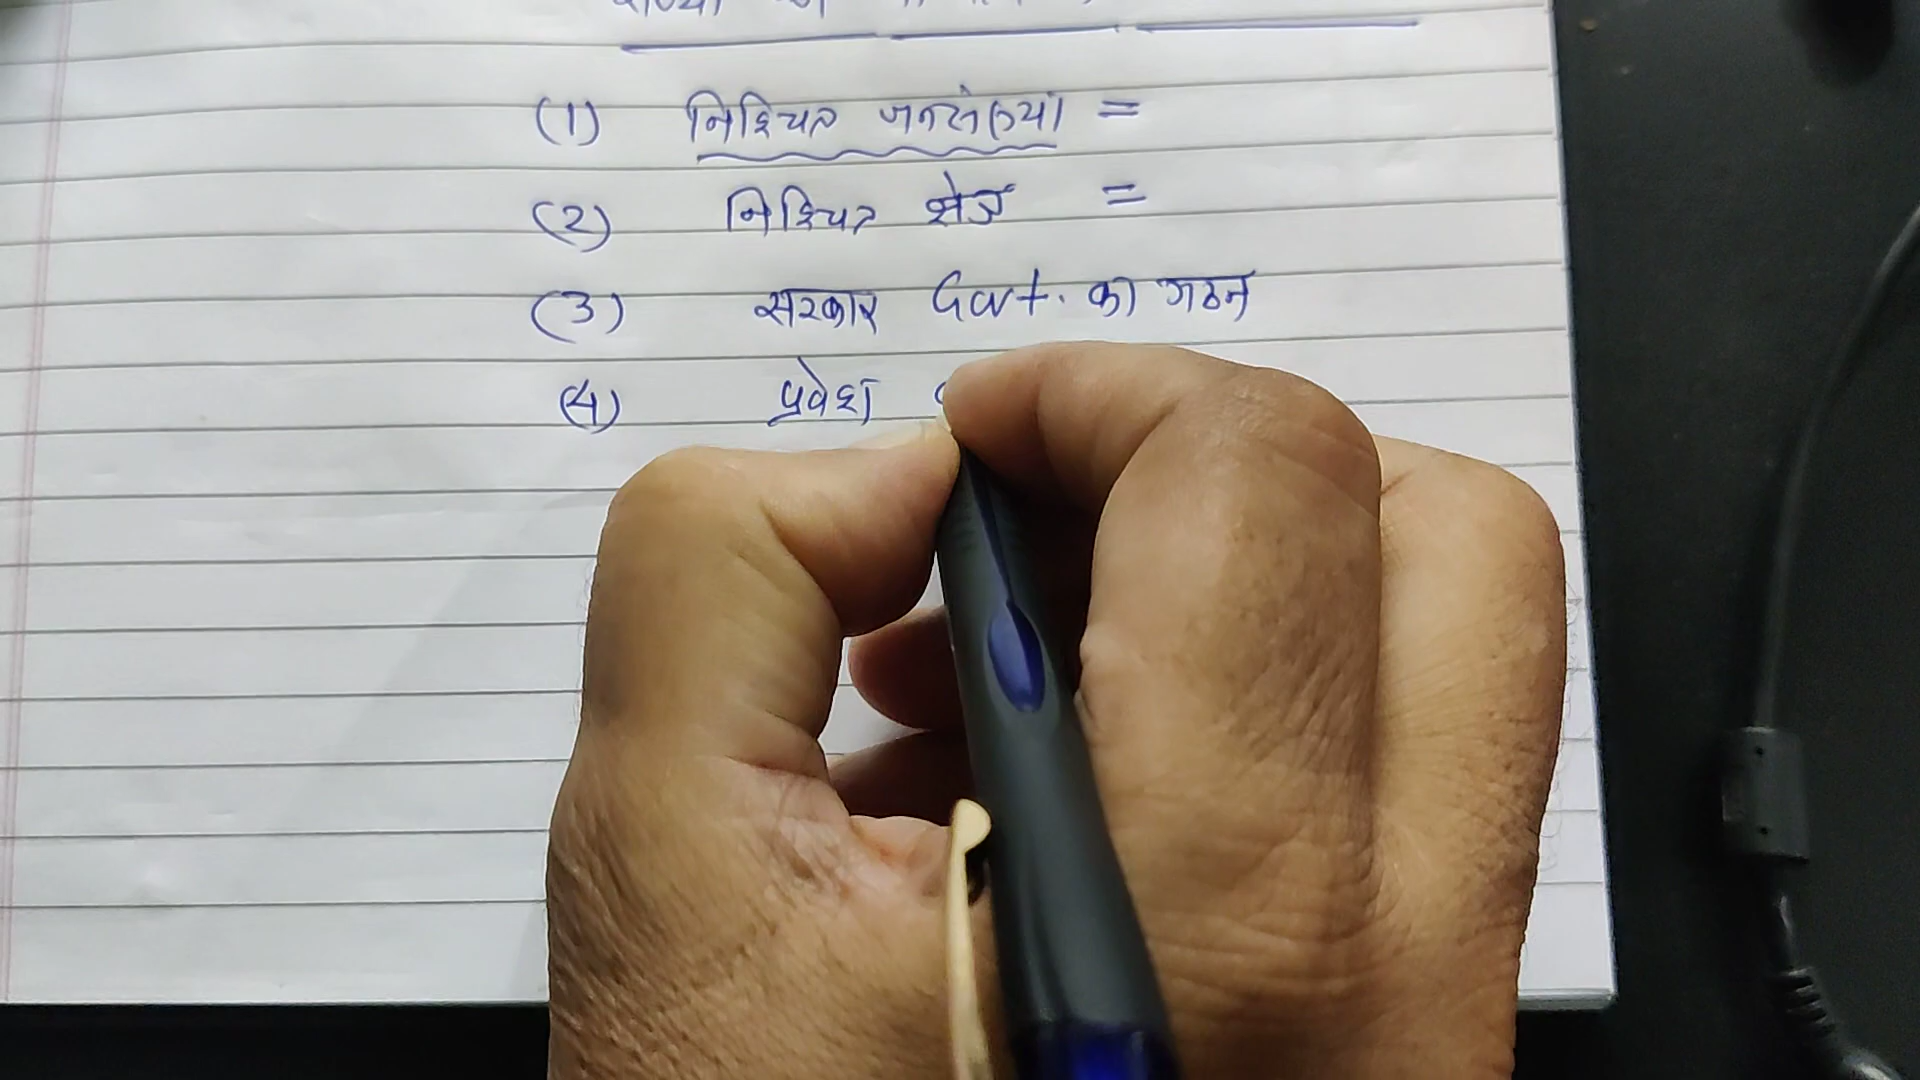 (1) निश्चित जनसंख्या =
(2) निश्चित क्षेत्र =
(3) सरकार Govt. का गठन
(4) प्रवेश